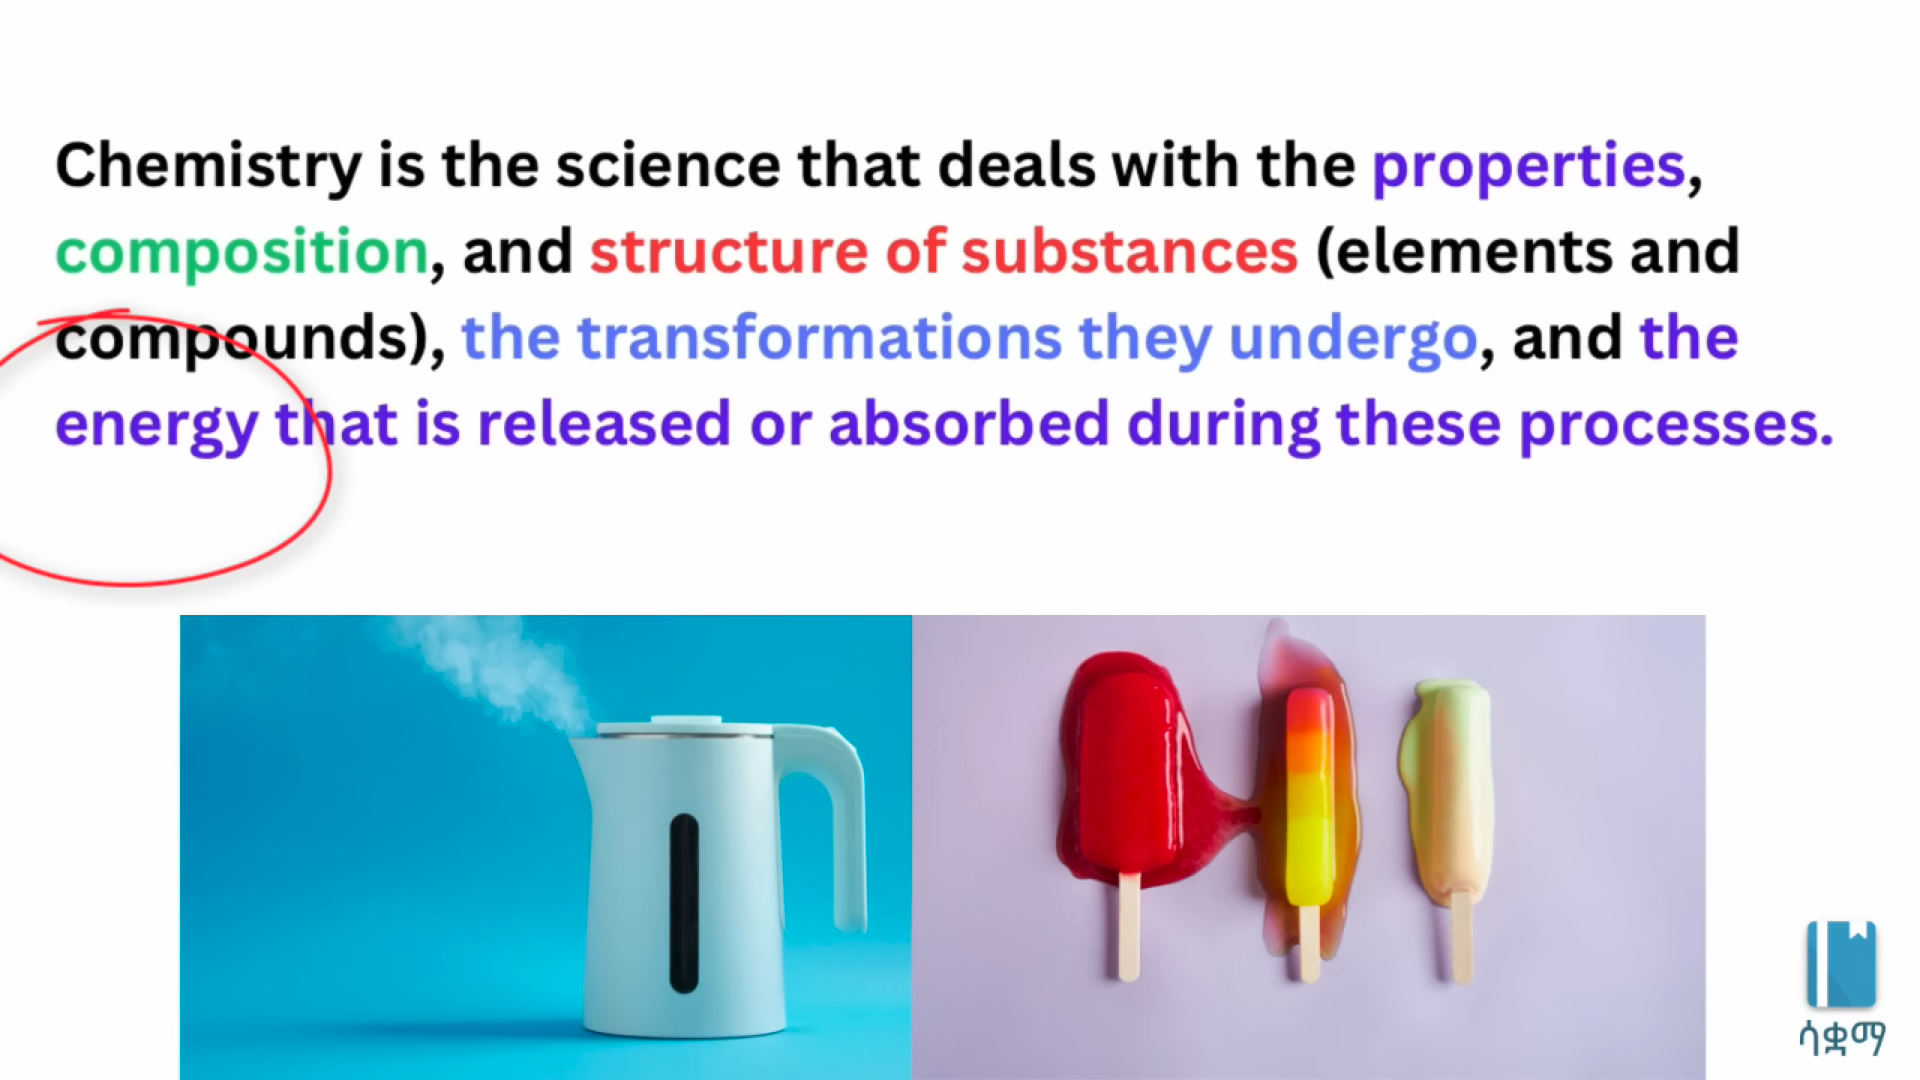 Chemistry is the science that deals with the properties,
composition, and structure of substances (elements and
compounds), the transformations they undergo, and the
energy that is released or absorbed during these processes.
ሳቋማ